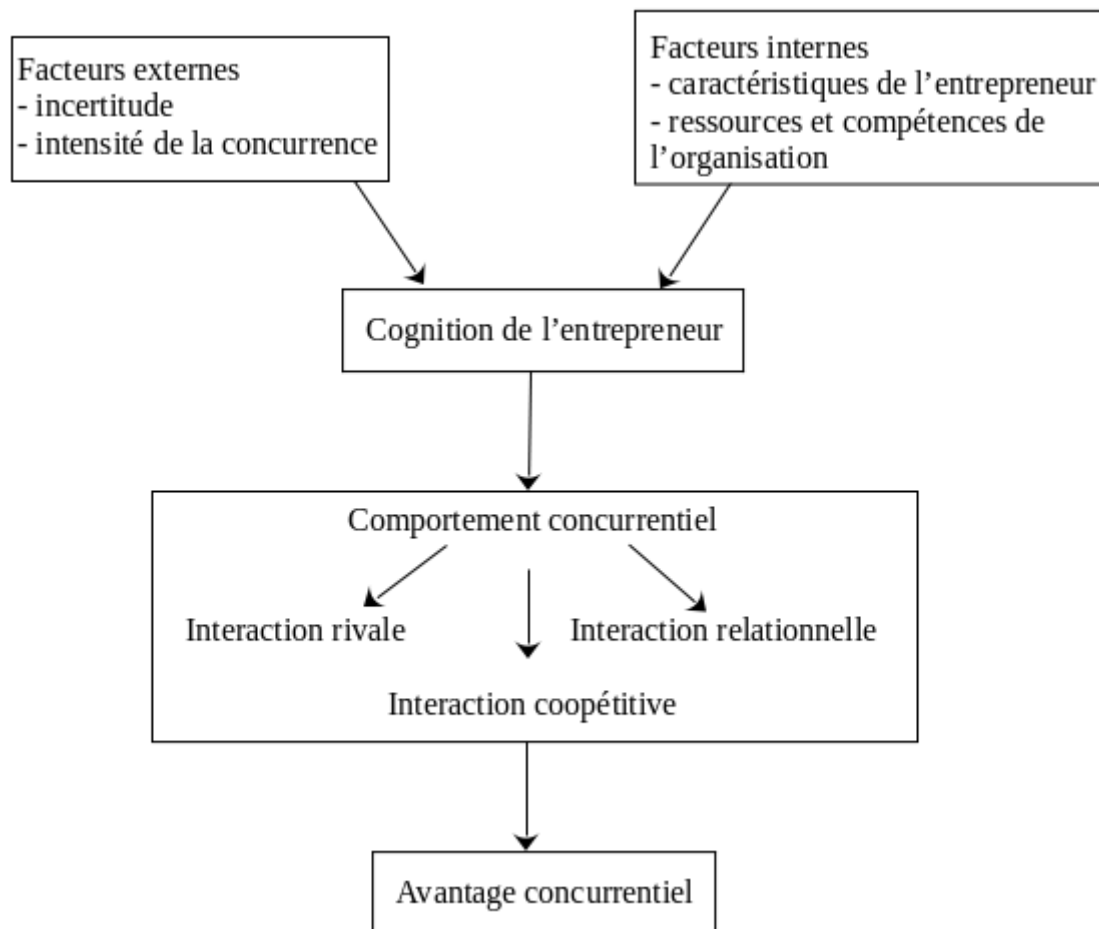 Facteurs externes
- incertitude
- intensité de la concurrence
Facteurs internes
- caractéristiques de l’entrepreneur
- ressources et compétences de
l’organisation
Cognition de l’entrepreneur
Comportement concurrentiel
Interaction rivale
Interaction relationnelle
Interaction coopétitive
Avantage concurrentiel